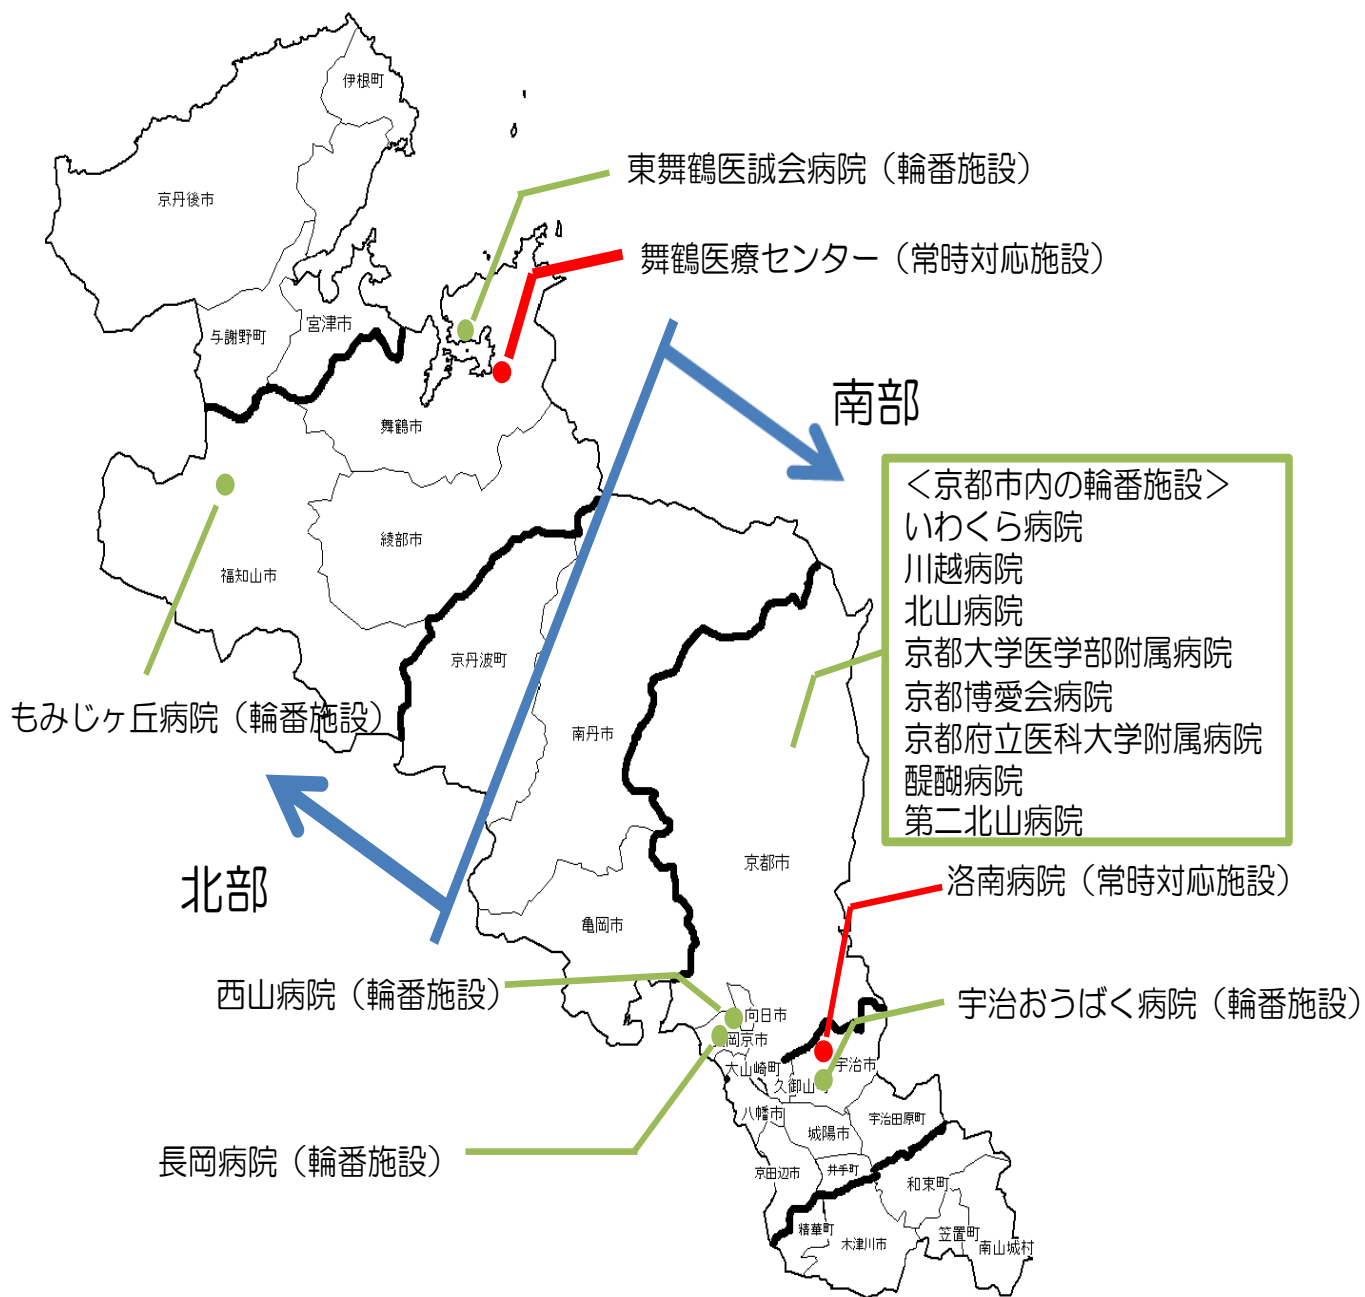 伊根町
東舞鶴医誠会病院（輪番施設）
京丹後市
舞鶴医療センター（常時対応施設）
宮津市
与謝野町
南部
舞鶴市
＜京都市内の輪番施設＞
いわくら病院
川越病院
北山病院
京都大学医学部附属病院
京都博愛会病院
京都府立医科大学附属病院
醍醐病院
第二北山病院
綾部市
福知山市
京丹波町
もみじヶ丘病院（輪番施設）
南丹市
京都市
北部
洛南病院（常時対応施設）
亀岡市
西山病院（輪番施設）
宇治おうばく病院（輪番施設）
向日市
岡京市
宇治市
大山崎町
久御山
八幡市
宇治田原町
城陽市
長岡病院（輪番施設）
井手町
京田辺市
和束町
精華町
笠置町
木津川市
南山城村